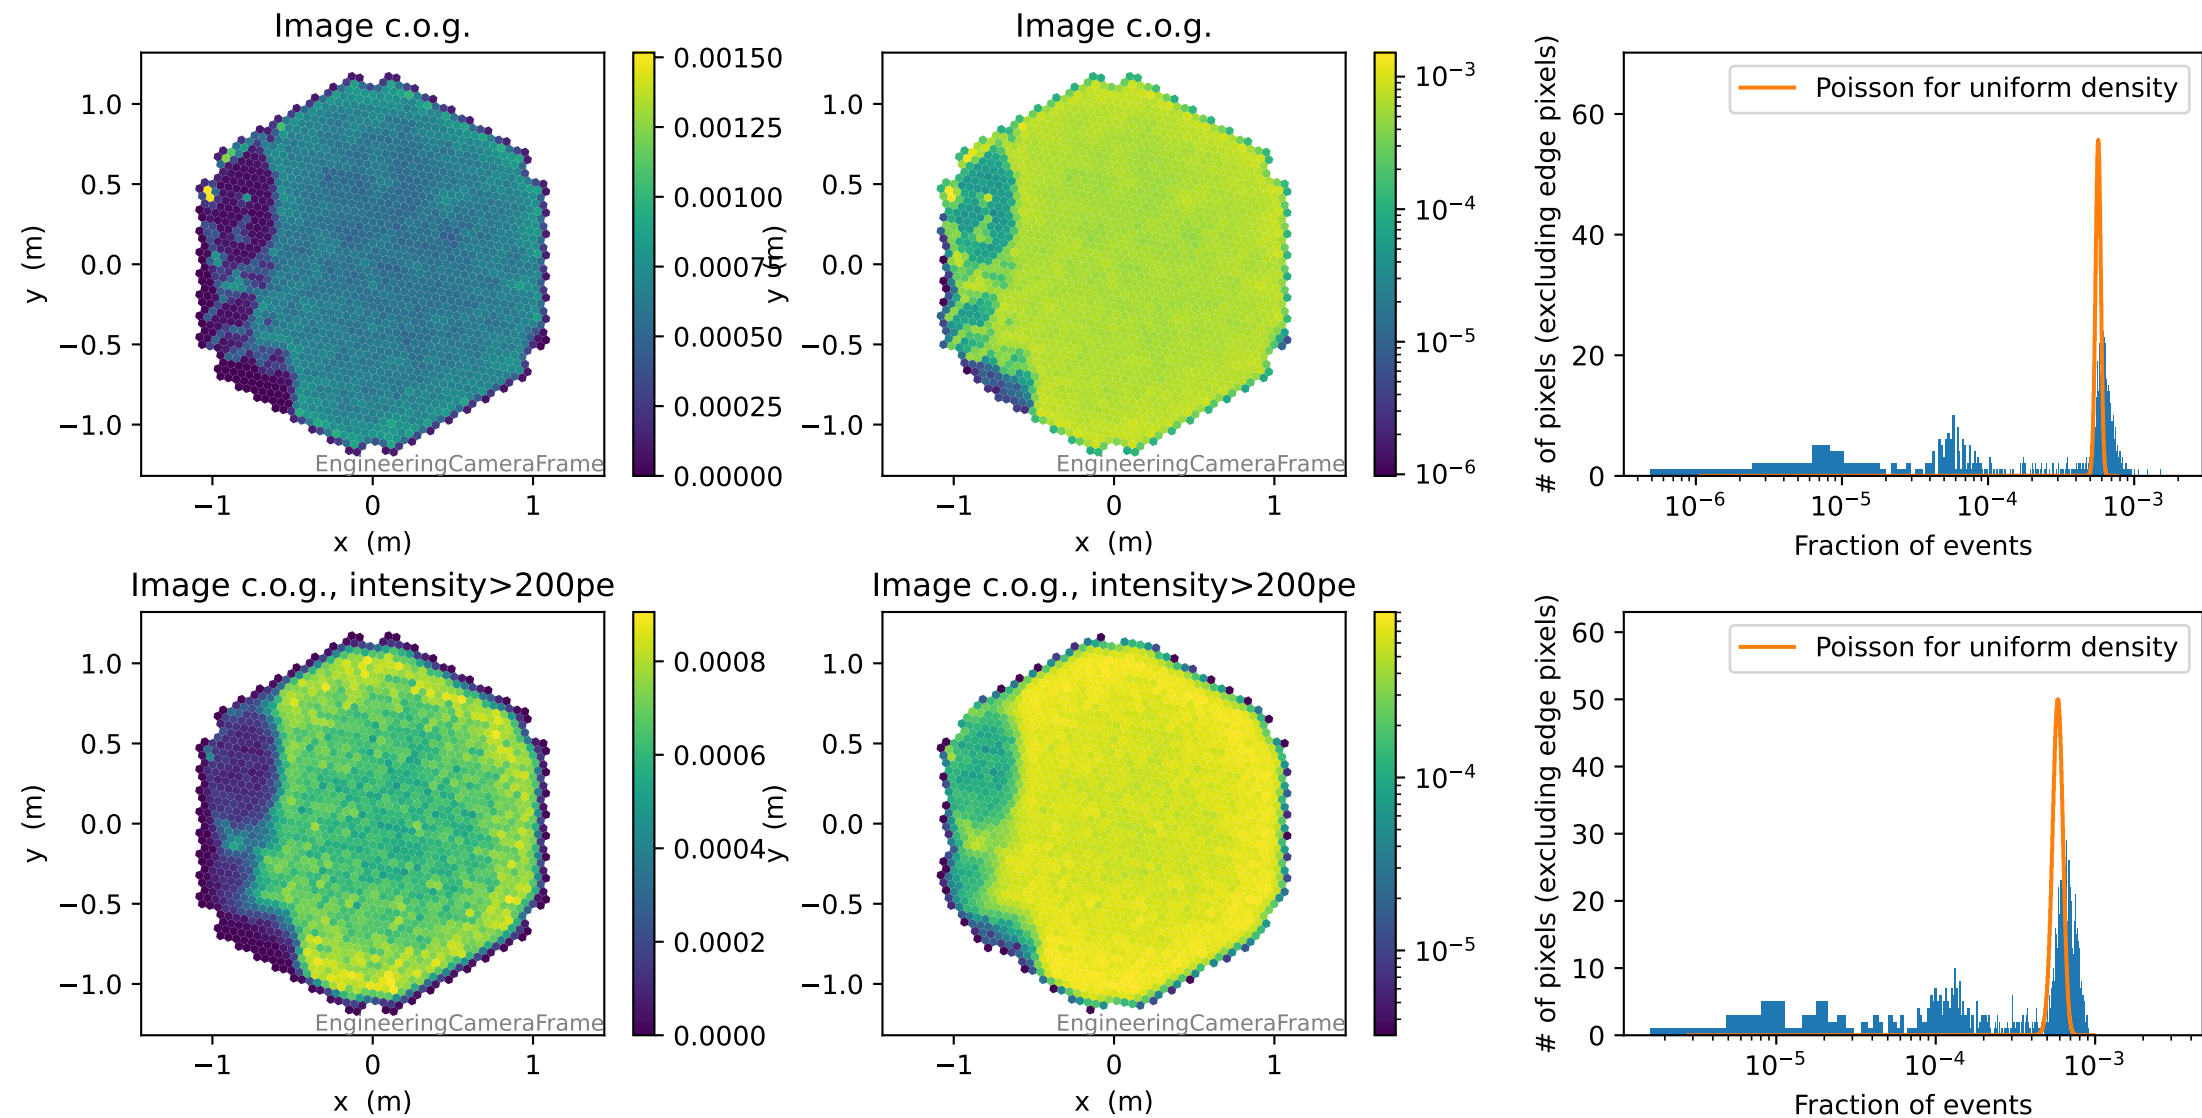 Image c.o.g.
1.0
0.5
0.0
−0.5
−1.0
y (m)
EngineeringCameraFrame
−1 0 1
x (m)
0.00150
0.00125
0.00100
0.00050
0.00025
0.00000
Image c.o.g.
1.0
0.5
0.0
−0.5
−1.0
y (m)
EngineeringCameraFrame
−1 0 1
x (m)
10−3
10−4
10−5
10−6
# of pixels (excluding edge pixels)
60
40
20
0
Poisson for uniform density
10−6 10−5 10−4 10−3
Fraction of events
Image c.o.g., intensity>200pe
1.0
0.5
0.0
−0.5
−1.0
y (m)
EngineeringCameraFrame
−1 0 1
x (m)
0.0008
0.0006
0.0004
0.0002
0.0000
Image c.o.g., intensity>200pe
1.0
0.5
0.0
−0.5
−1.0
y (m)
EngineeringCameraFrame
−1 0 1
x (m)
10−4
10−5
# of pixels (excluding edge pixels)
60
50
40
30
20
10
0
Poisson for uniform density
10−5 10−4 10−3
Fraction of events